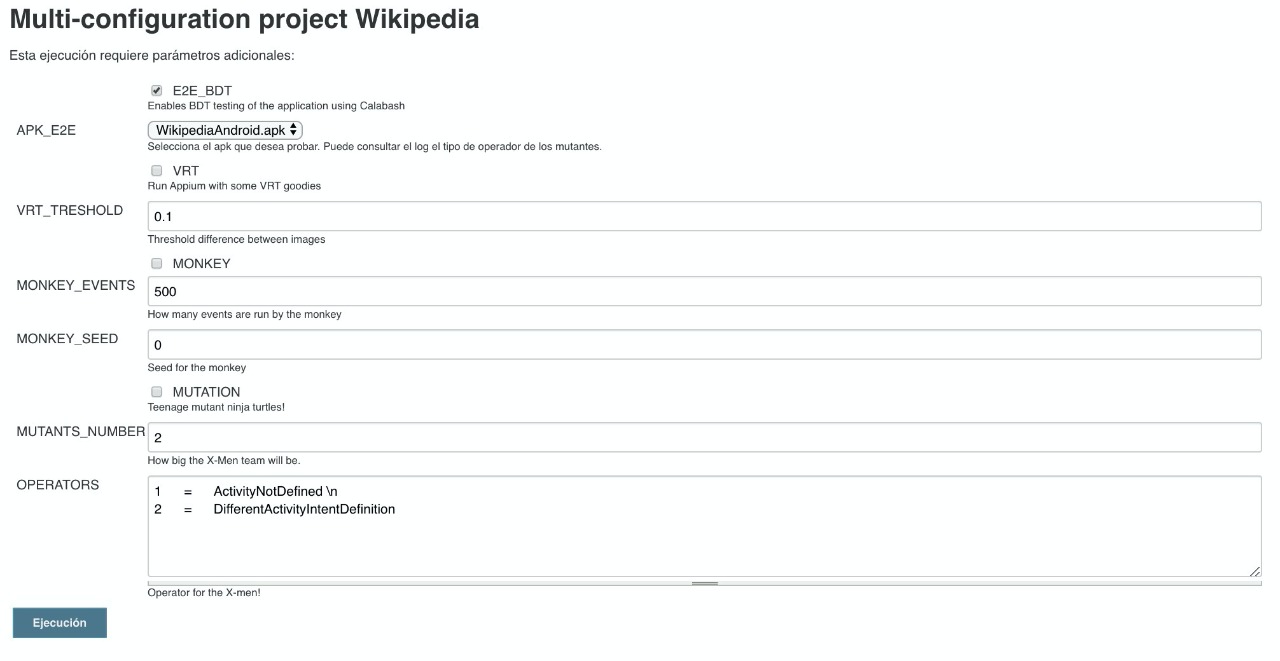 Multi-configuration project Wikipedia
Esta ejecución requiere parámetros adicionales:
E2E_BDT
Enables BDT testing of the application using Calabash
APK_E2E
WikipediaAndroid.apk
Selecciona el apk que desea probar. Puede consultar el log el tipo de operador de los mutantes.
VRT
Run Appium with some VRT goodies
VRT_TRESHOLD
0.1
Threshold difference between images
MONKEY
MONKEY_EVENTS
500
How many events are run by the monkey
MONKEY_SEED
0
Seed for the monkey
MUTATION
Teenage mutant ninja turtles!
MUTANTS_NUMBER
2
How big the X-Men team will be.
OPERATORS
1 = ActivityNotDefined \n
2 = DifferentActivityIntentDefinition
Operator for the X-men!
Ejecución